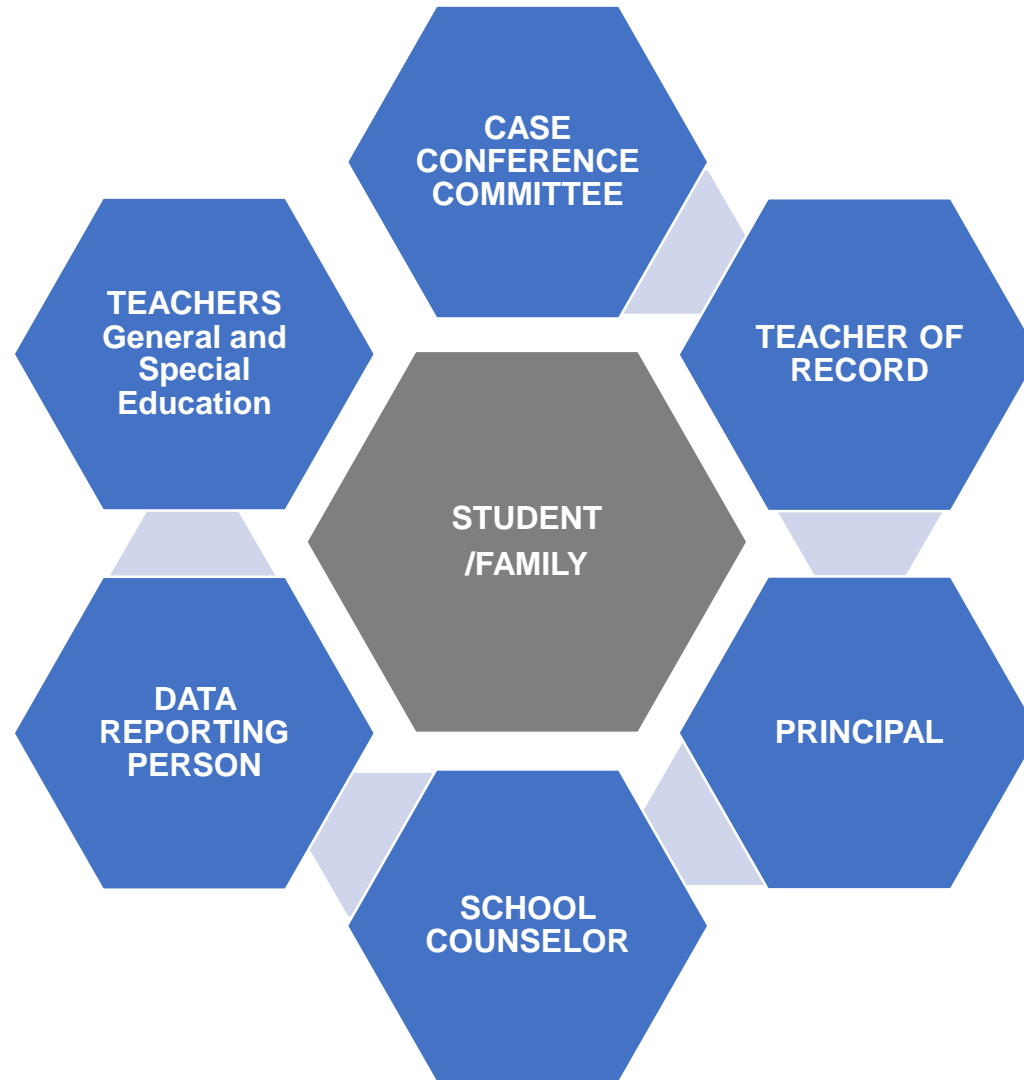 CASE
CONFERENCE
COMMITTEE
TEACHERS
General and
Special
Education
TEACHER OF
RECORD
STUDENT
/FAMILY
DATA
REPORTING
PERSON
PRINCIPAL
SCHOOL
COUNSELOR